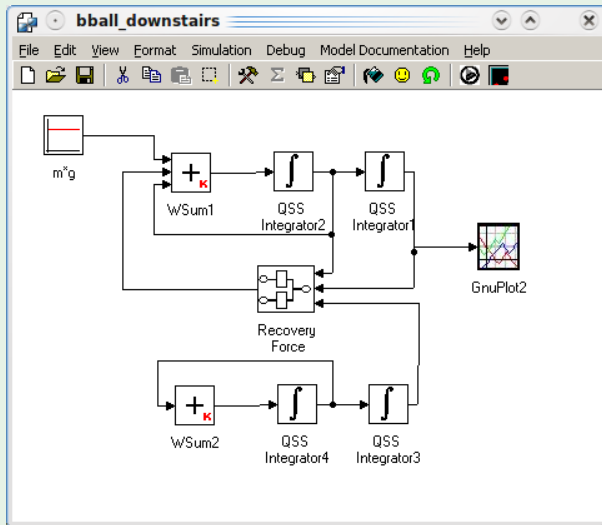 bball_downstairs
File Edit View Format Simulation Debug Model Documentation Help
m*g
+
K
WSum1
∫
QSS
Integrator2
∫
QSS
Integrator1
GnuPlot2
Recovery
Force
+
K
WSum2
∫
QSS
Integrator4
∫
QSS
Integrator3